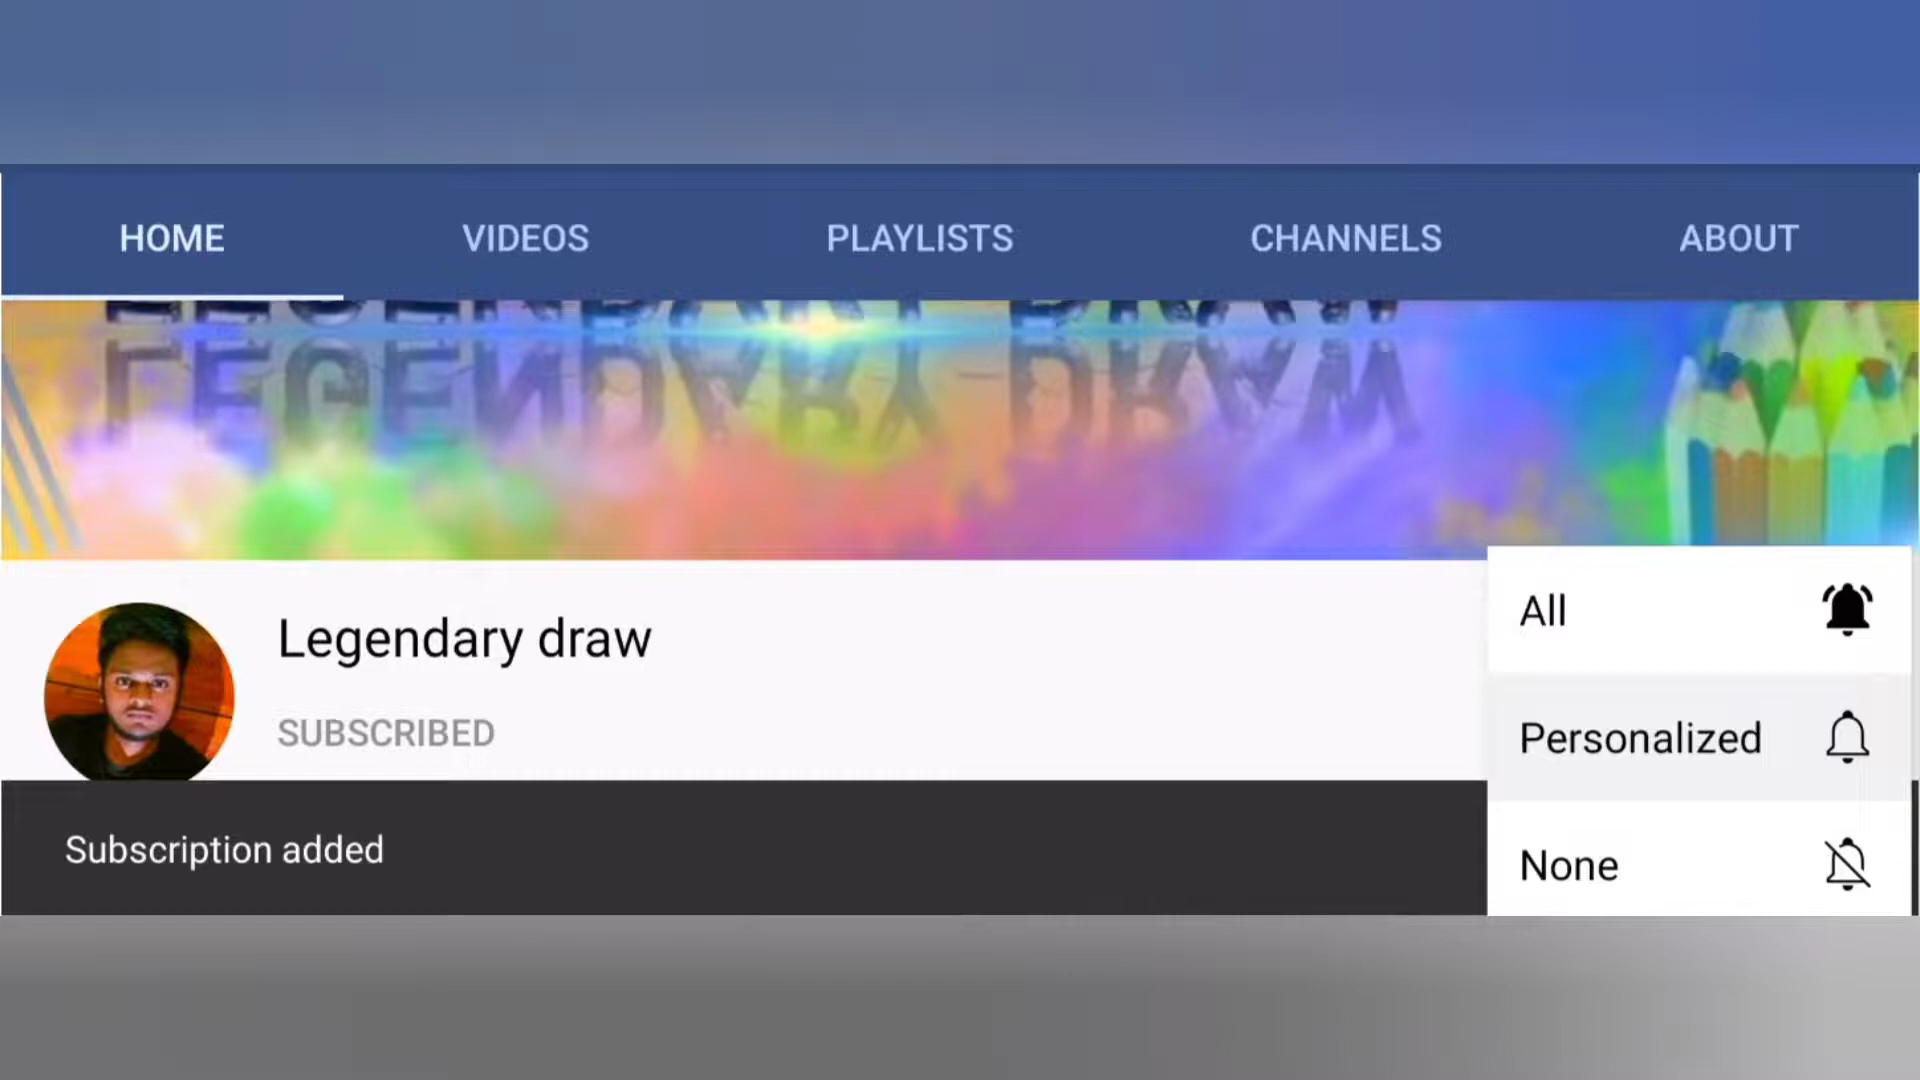 HOME VIDEOS PLAYLISTS CHANNELS ABOUT
LEGENDARY DRAW
Legendary draw
SUBSCRIBED
All
Personalized
None
Subscription added